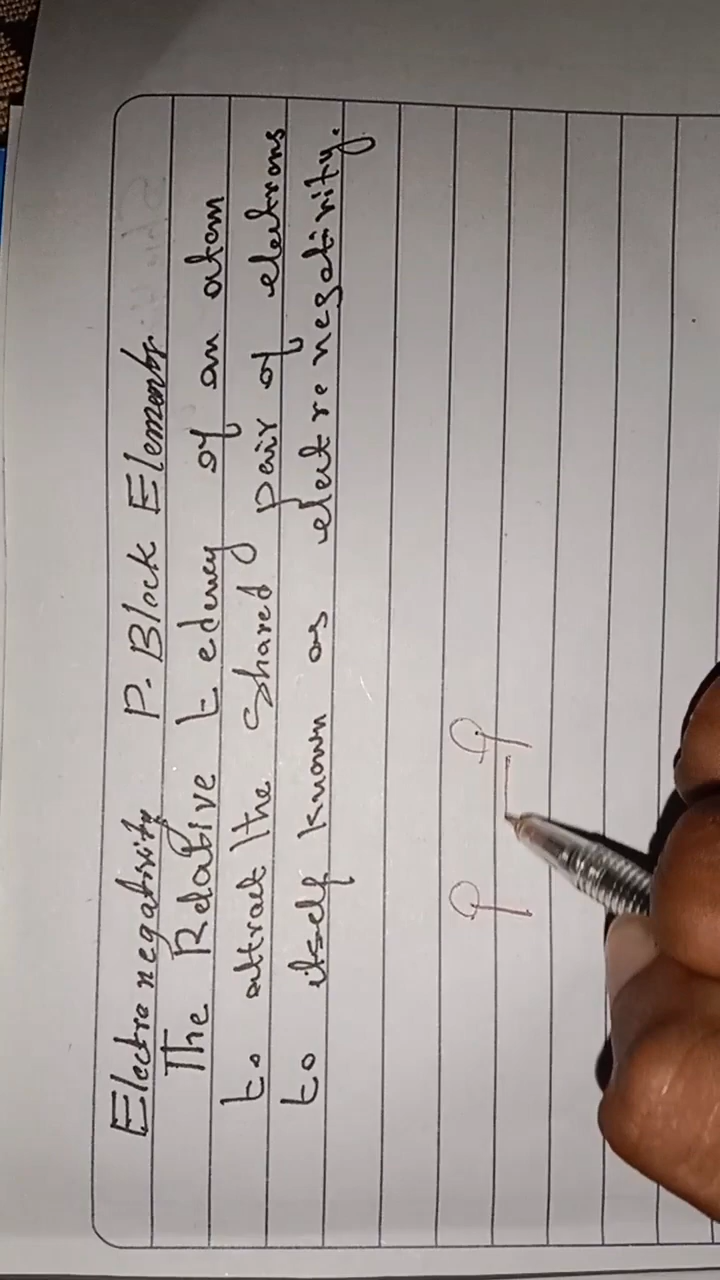 Electronegativity P. Block Elements.
The Relative tedency of an atom
to attract the shared pair of electrons
to itself known as electronegativity.
P P